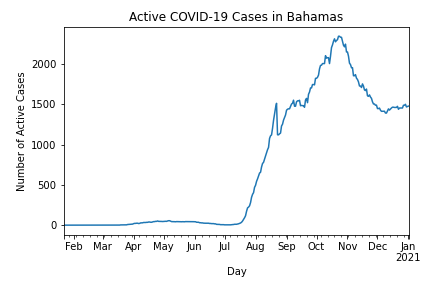 Active COVID-19 Cases in Bahamas
Number of Active Cases
2000
1500
1000
500
0
Feb Mar Apr May Jun Jul Aug Sep Oct Nov Dec Jan
2021
Day